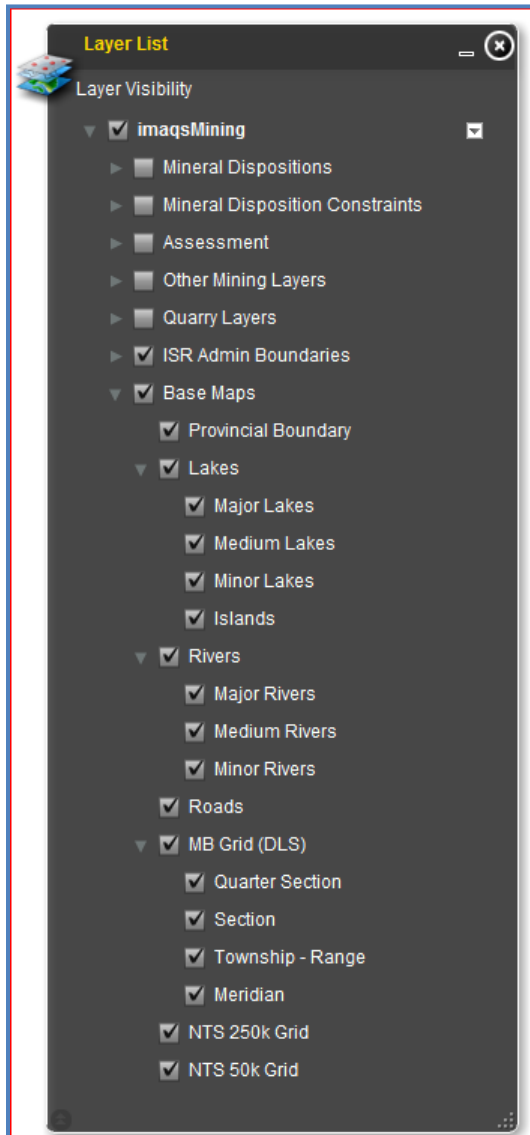 Layer List
Layer Visibility
imaqsMining
Mineral Dispositions
Mineral Disposition Constraints
Assessment
Other Mining Layers
Quarry Layers
ISR Admin Boundaries
Base Maps
Provincial Boundary
Lakes
Major Lakes
Medium Lakes
Minor Lakes
Islands
Rivers
Major Rivers
Medium Rivers
Minor Rivers
Roads
MB Grid (DLS)
Quarter Section
Section
Township - Range
Meridian
NTS 250k Grid
NTS 50k Grid